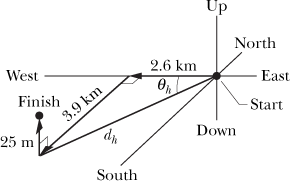 Up
North
West
2.6 km
East
θh
Start
3.9 km
Finish
Down
25 m
dh
South